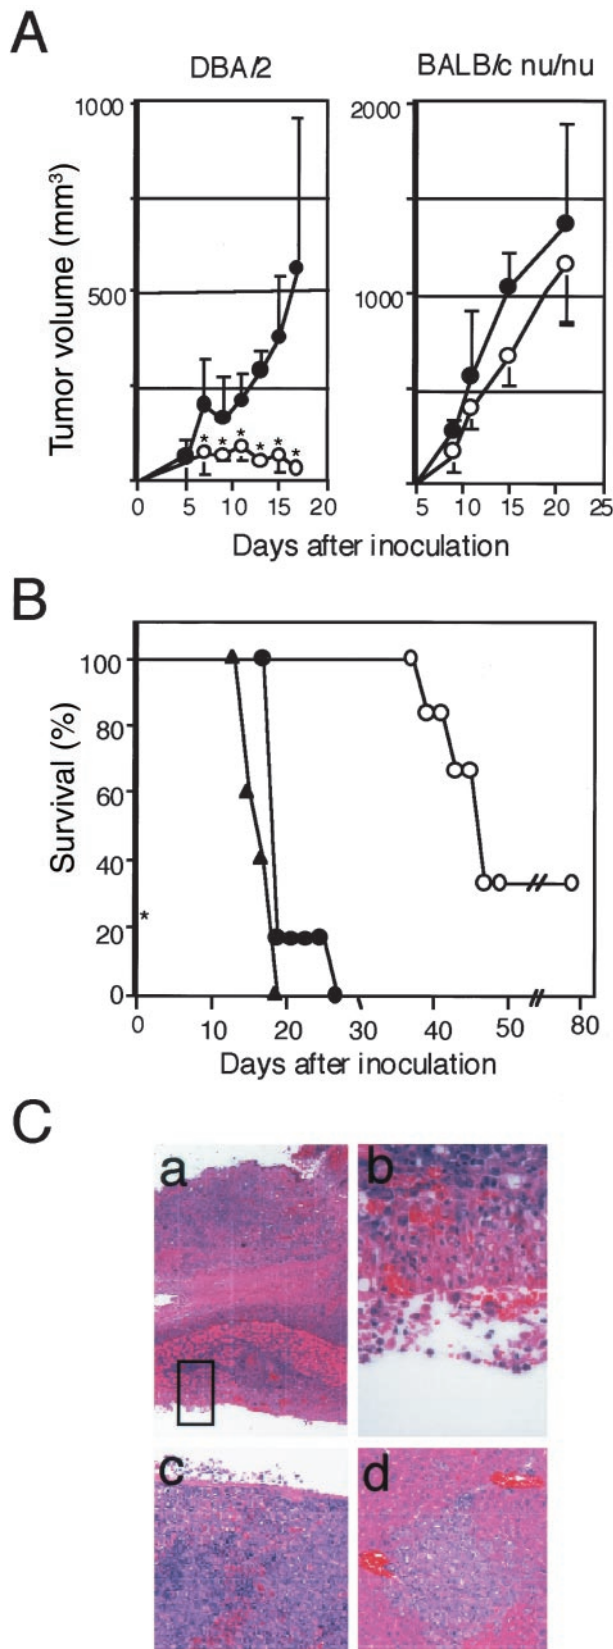 A
DBA/2 BALB/c nu/nu
Tumor volume (mm³)
1000
500
2000
1000
* * * * * *
0 5 10 15 20
5 10 15 20 25
Days after inoculation
B
Survival (%)
100
80
60
40
20
0
*
0 10 20 30 40 50 80
Days after inoculation
C
a b
c d